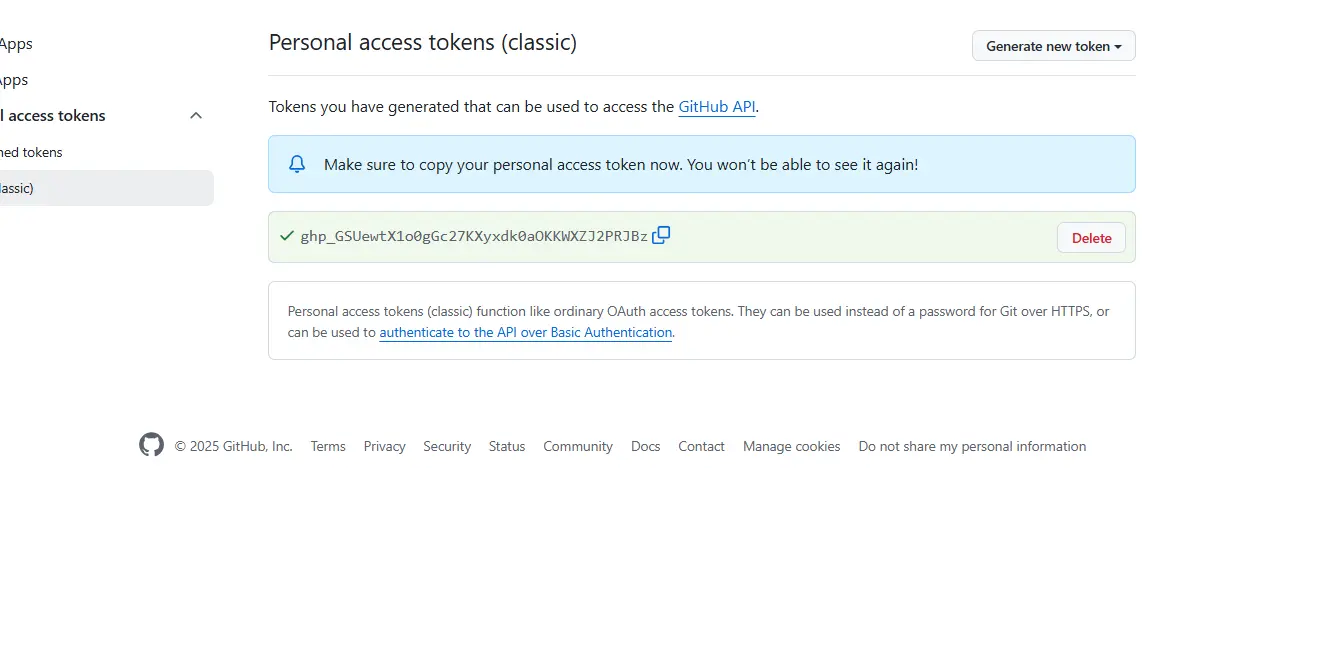 Apps
Apps
l access tokens
ned tokens
lassic)
Personal access tokens (classic)
Generate new token
Tokens you have generated that can be used to access the GitHub API.
Make sure to copy your personal access token now. You won't be able to see it again!
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
Delete
Personal access tokens (classic) function like ordinary OAuth access tokens. They can be used instead of a password for Git over HTTPS, or
can be used to authenticate to the API over Basic Authentication.
© 2025 GitHub, Inc. Terms Privacy Security Status Community Docs Contact Manage cookies Do not share my personal information